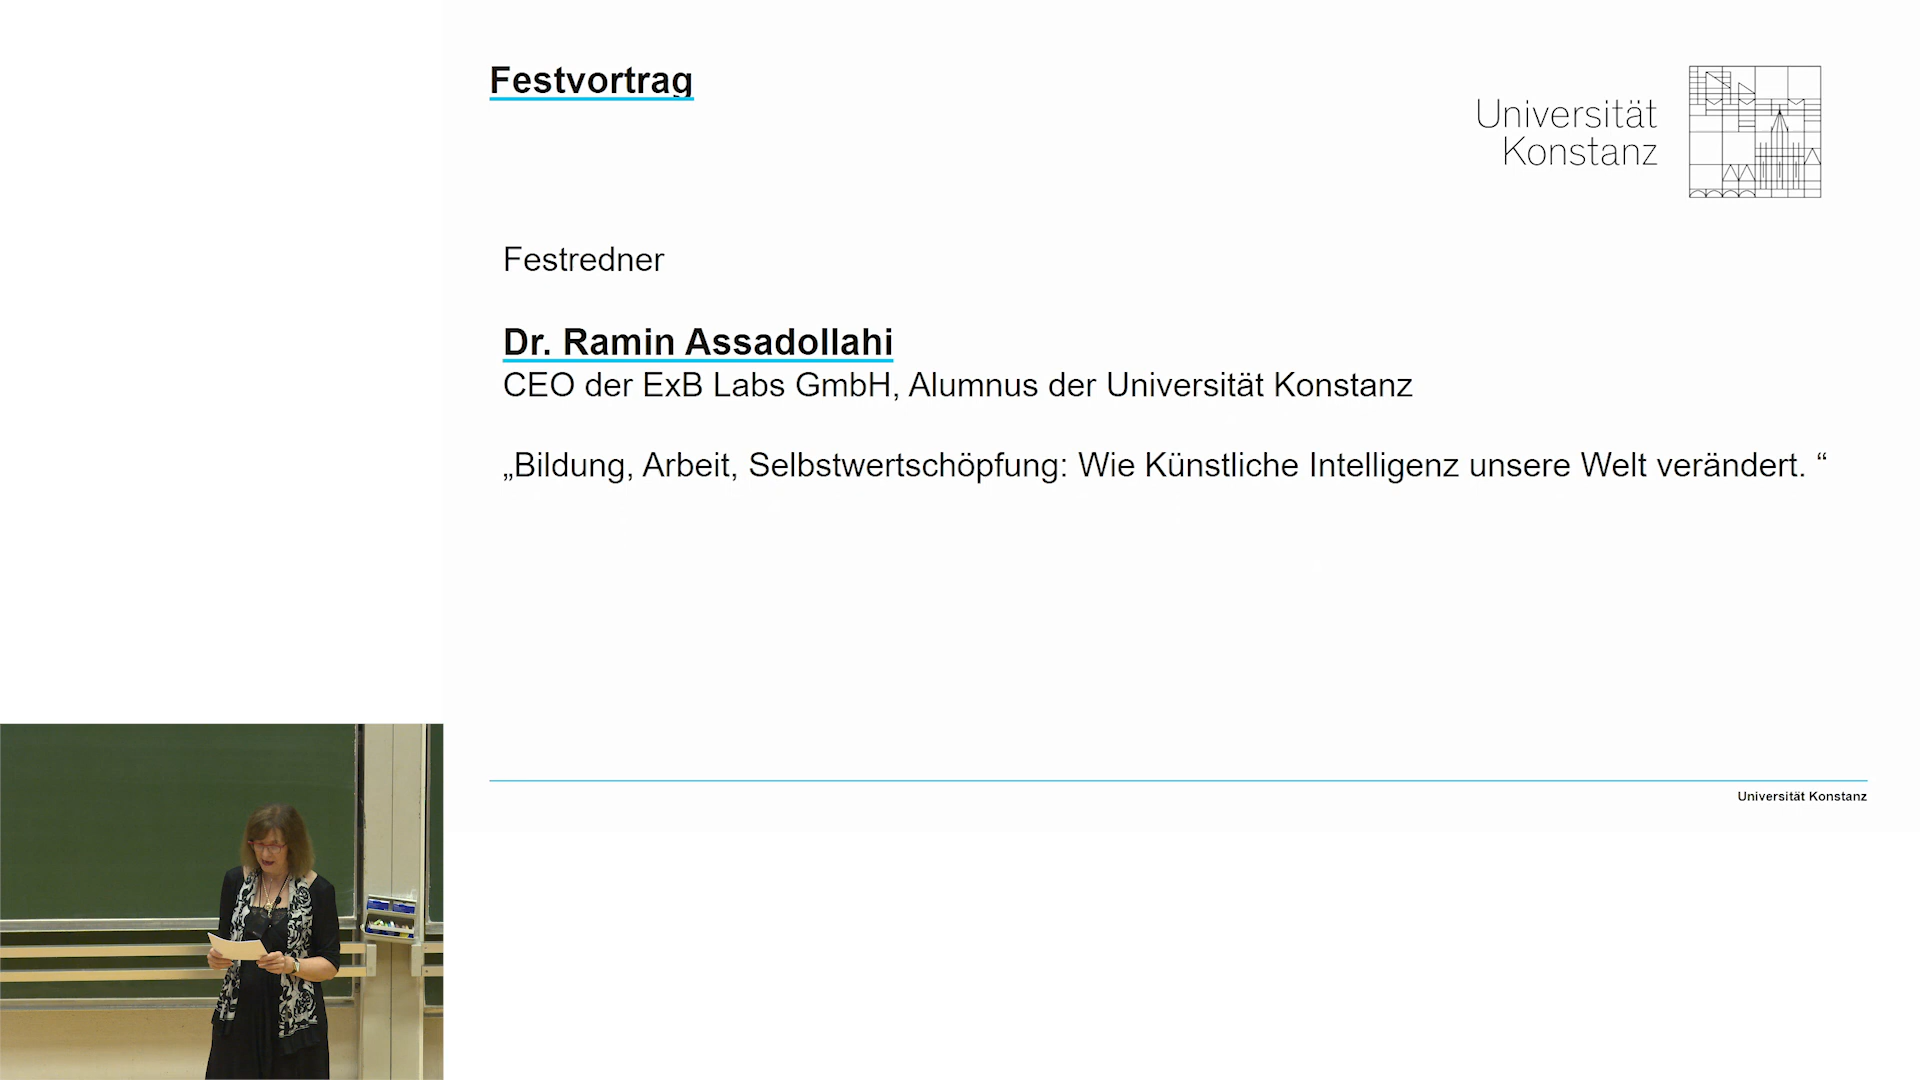 Festvortrag
Universität
Konstanz
Festredner
Dr. Ramin Assadollahi
CEO der ExB Labs GmbH, Alumnus der Universität Konstanz
„Bildung, Arbeit, Selbstwertschöpfung: Wie Künstliche Intelligenz unsere Welt verändert. “
Universität Konstanz